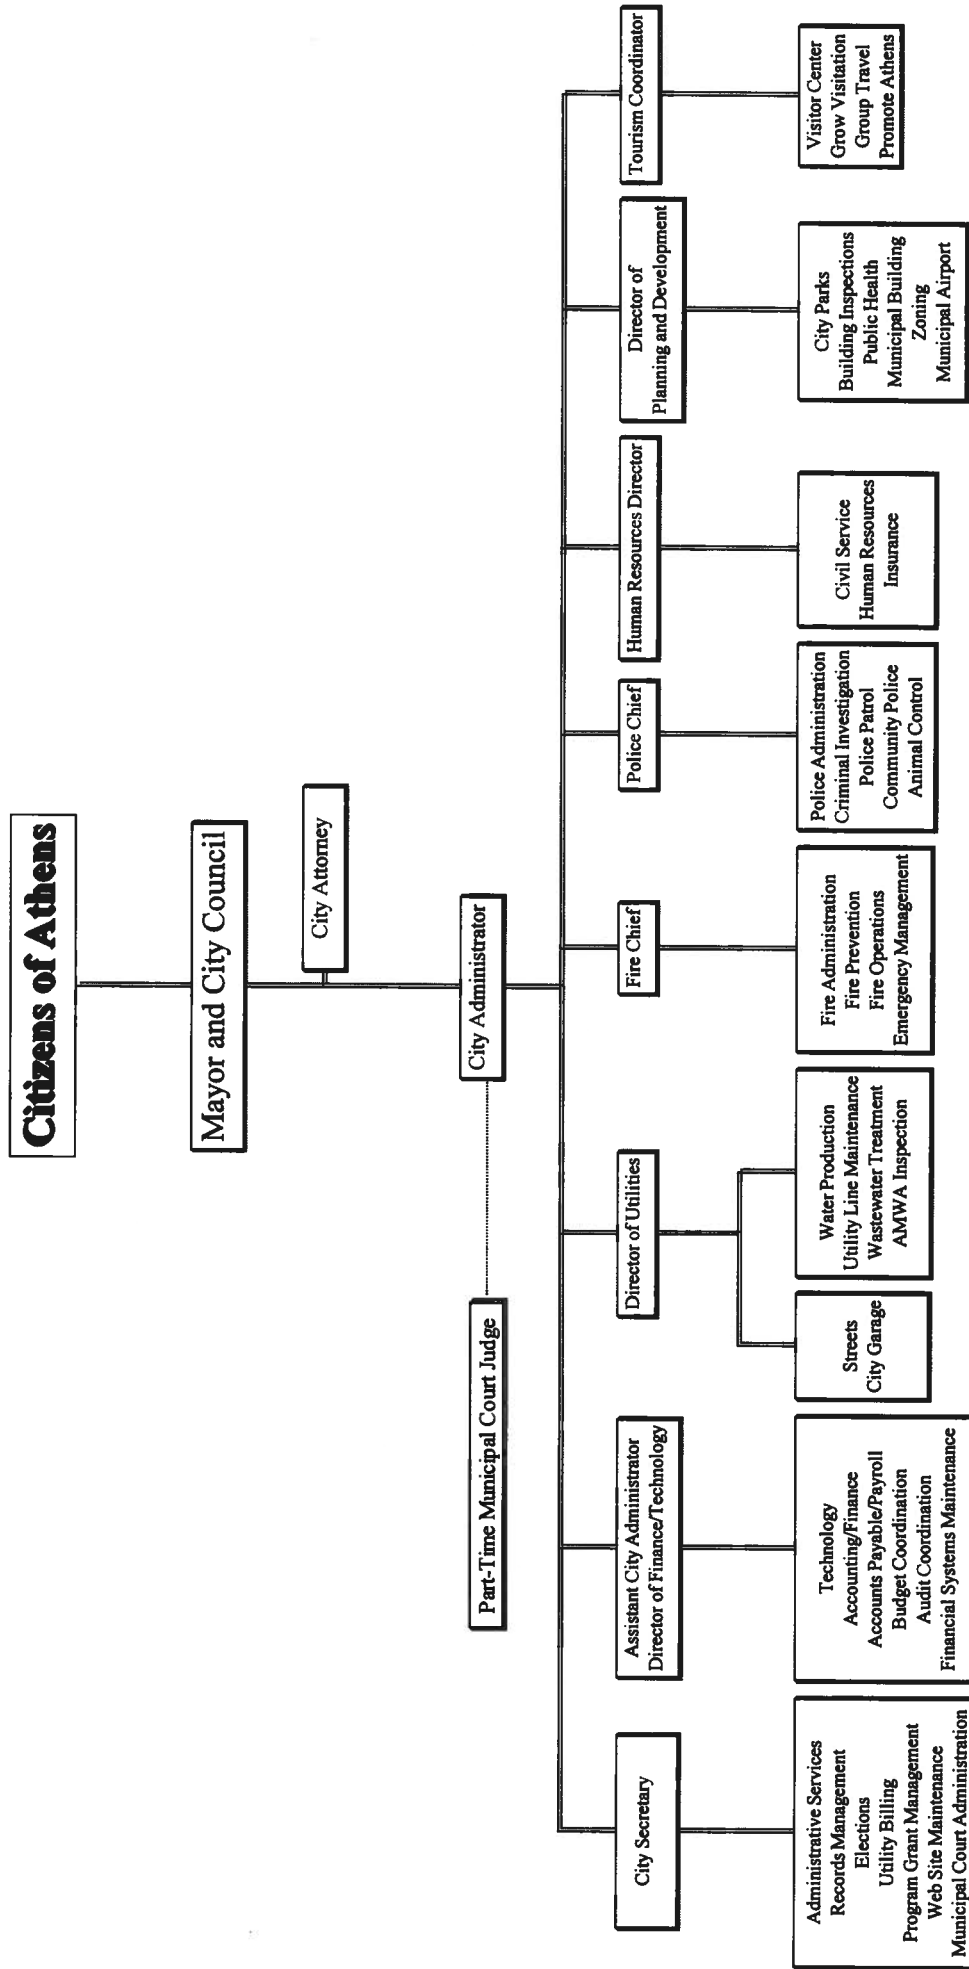 Citizens of Athens
Mayor and City Council
City Attorney
City Administrator
Part-Time Municipal Court Judge
City Secretary
Assistant City Administrator
Director of Finance/Technology
Director of Utilities
Fire Chief
Police Chief
Human Resources Director
Director of
Planning and Development
Tourism Coordinator
Administrative Services
Records Management
Elections
Utility Billing
Program Grant Management
Web Site Maintenance
Municipal Court Administration
Technology
Accounting/Finance
Accounts Payable/Payroll
Budget Coordination
Audit Coordination
Financial Systems Maintenance
Streets
City Garage
Water Production
Utility Line Maintenance
Wastewater Treatment
AMWA Inspection
Fire Administration
Fire Prevention
Fire Operations
Emergency Management
Police Administration
Criminal Investigation
Police Patrol
Community Police
Animal Control
Civil Service
Human Resources
Insurance
City Parks
Building Inspections
Public Health
Municipal Building
Zoning
Municipal Airport
Visitor Center
Grow Visitation
Group Travel
Promote Athens